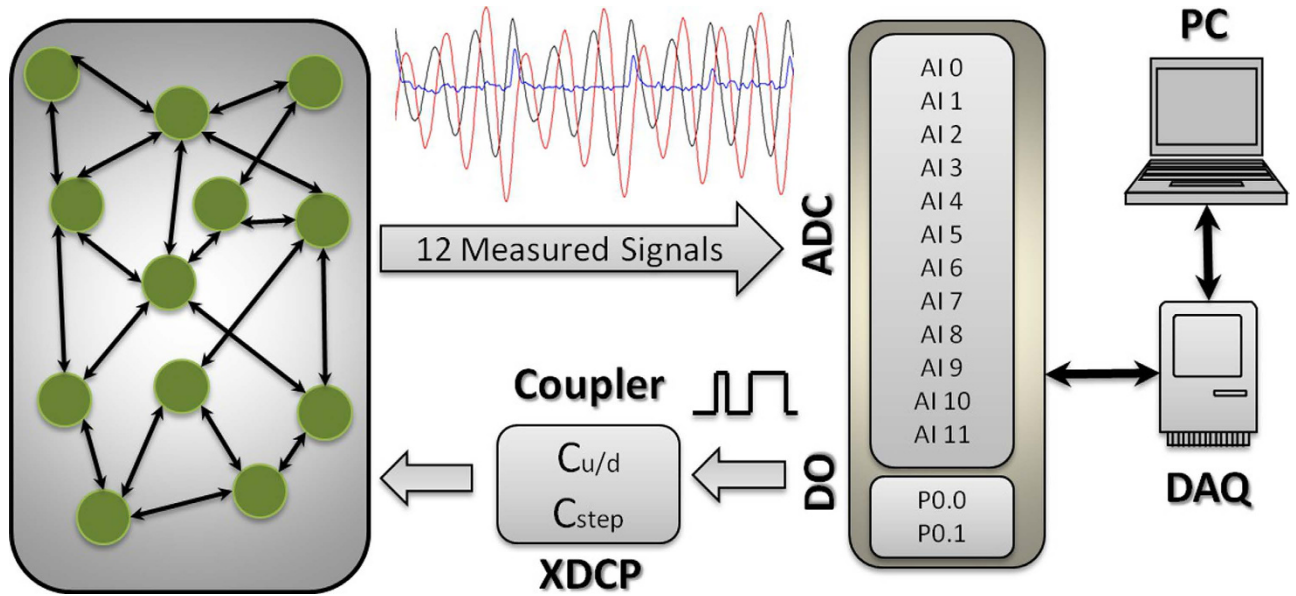 12 Measured Signals
ADC
AI 0
AI 1
AI 2
AI 3
AI 4
AI 5
AI 6
AI 7
AI 8
AI 9
AI 10
AI 11
PC
DAQ
Coupler
Cu/d
Cstep
XDCP
DO
P0.0
P0.1